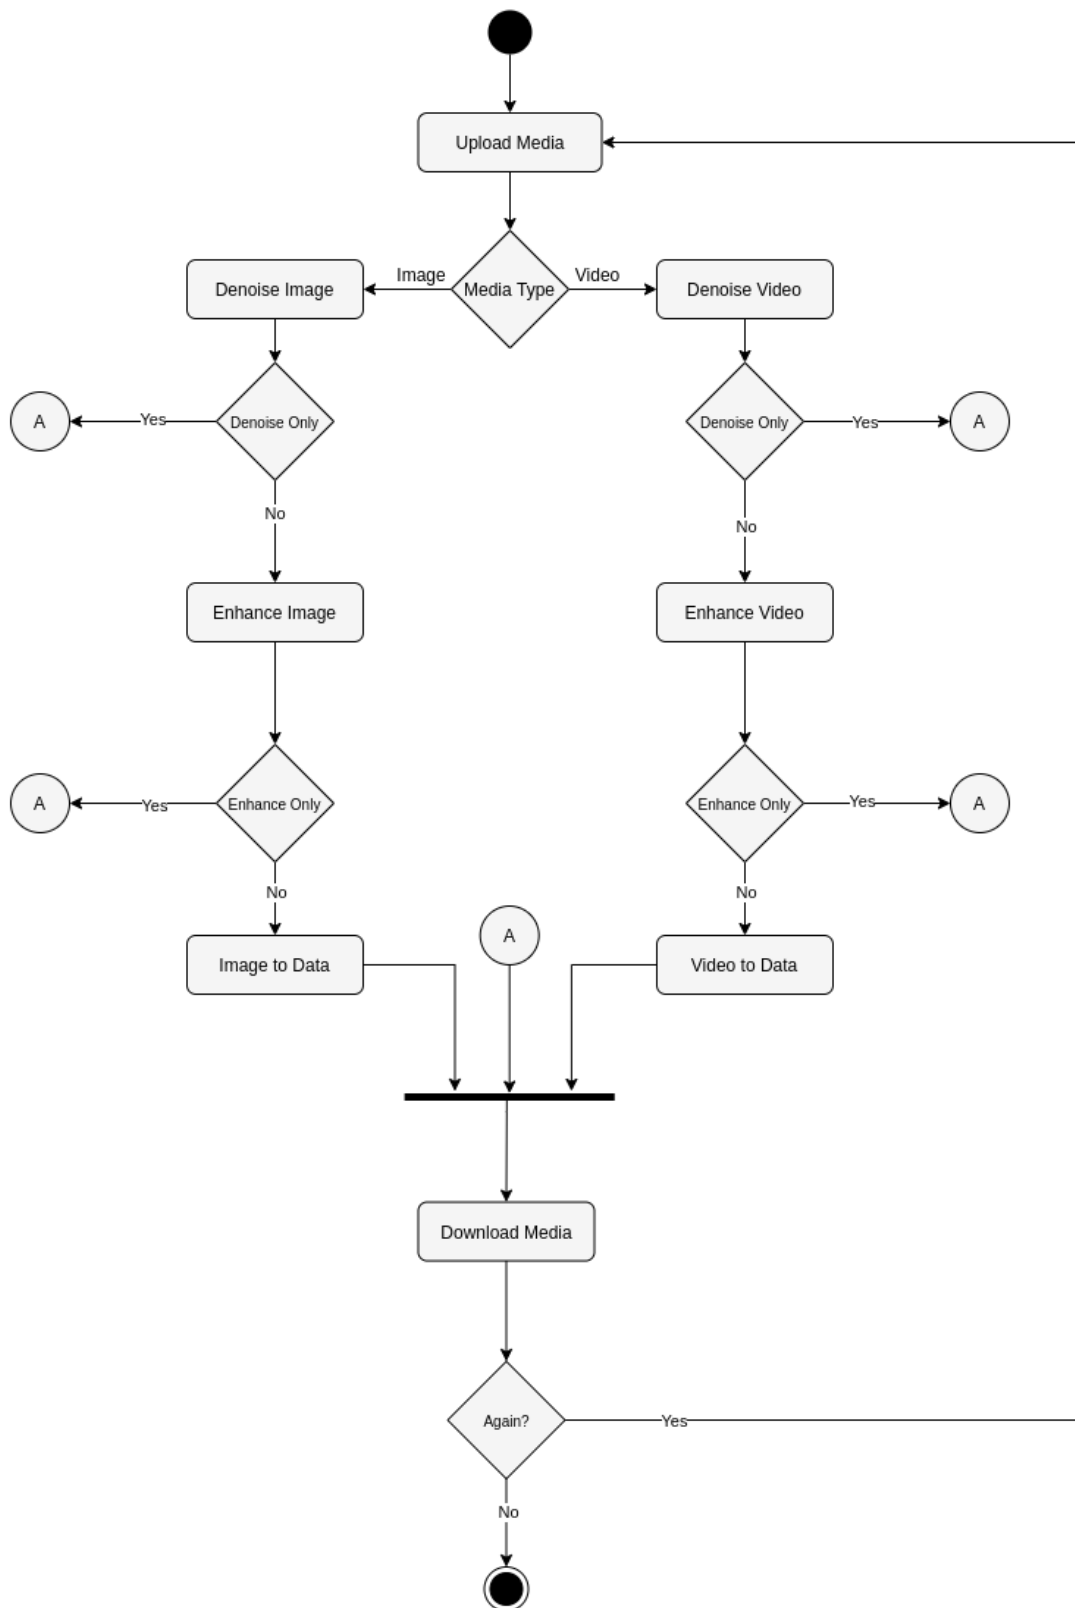 Upload Media
Image
Video
Denoise Image
Media Type
Denoise Video
A
Yes
Denoise Only
Denoise Only
Yes
A
No
No
Enhance Image
Enhance Video
A
Yes
Enhance Only
Enhance Only
Yes
A
No
No
A
Image to Data
Video to Data
Download Media
Again?
Yes
No